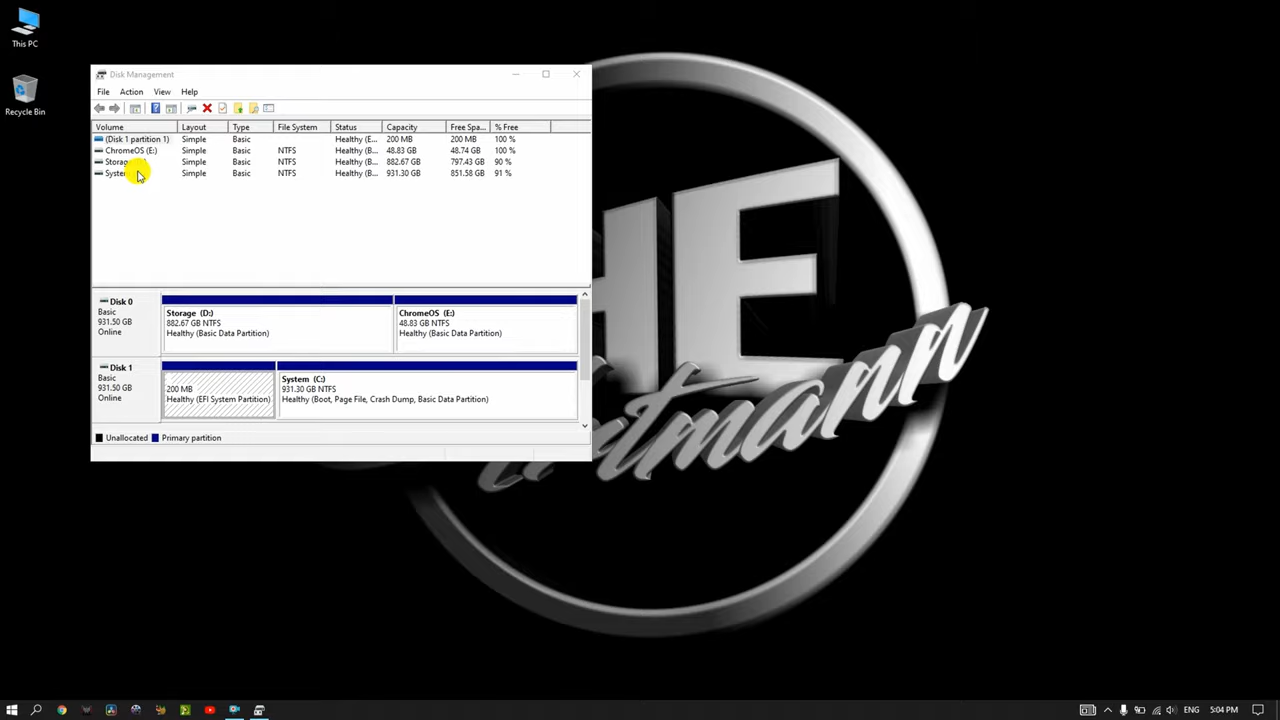 This PC
Recycle Bin
Disk Management
File Action View Help
Volume Layout Type File System Status Capacity Free Spa... % Free
(Disk 1 partition 1) Simple Basic Healthy (E... 200 MB 200 MB 100 %
ChromeOS (E:) Simple Basic NTFS Healthy (B... 48.83 GB 48.74 GB 100 %
Storage Simple Basic NTFS Healthy (B... 882.67 GB 797.43 GB 90 %
Simple Basic NTFS Healthy (B... 931.30 GB 851.58 GB 91 %
Disk 0
Basic
931.50 GB
Online
Storage (D:)
882.67 GB NTFS
Healthy (Basic Data Partition)
ChromeOS (E:)
48.83 GB NTFS
Healthy (Basic Data Partition)
Disk 1
Basic
931.50 GB
Online
200 MB
Healthy (EFI System Partition)
System (C:)
931.30 GB NTFS
Healthy (Boot, Page File, Crash Dump, Basic Data Partition)
Unallocated Primary partition
HE
ENG 5:04 PM